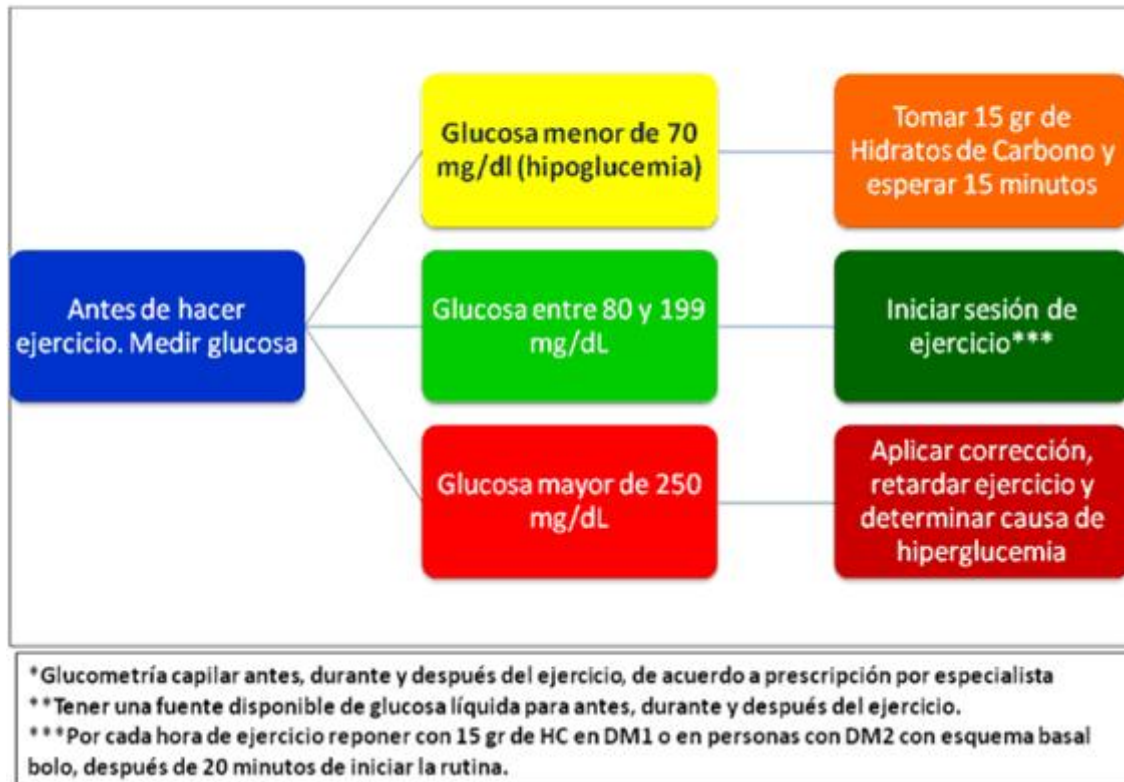 Antes de hacer
ejercicio. Medir glucosa
Glucosa menor de 70
mg/dl (hipoglucemia)
Tomar 15 gr de
Hidratos de Carbono y
esperar 15 minutos
Glucosa entre 80 y 199
mg/dL
Iniciar sesión de
ejercicio***
Glucosa mayor de 250
mg/dL
Aplicar corrección,
retardar ejercicio y
determinar causa de
hiperglucemia
*Glucometría capilar antes, durante y después del ejercicio, de acuerdo a prescripción por especialista
**Tener una fuente disponible de glucosa líquida para antes, durante y después del ejercicio.
***Por cada hora de ejercicio reponer con 15 gr de HC en DM1 o en personas con DM2 con esquema basal
bolo, después de 20 minutos de iniciar la rutina.